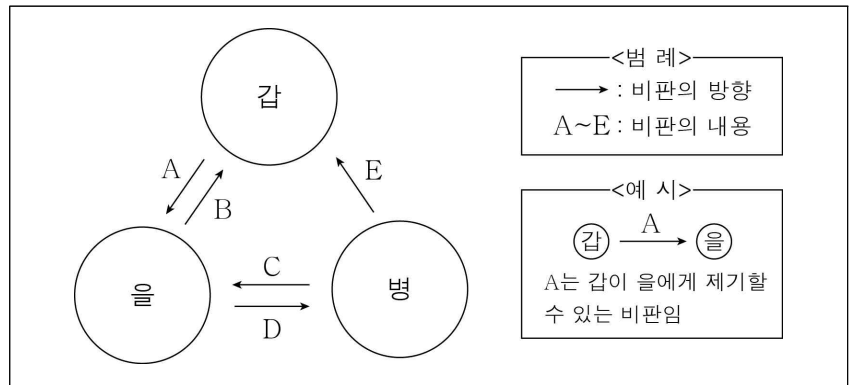 갑
을
병
A
B
C
D
E
<범 례>
→ : 비판의 방향
A~E : 비판의 내용
<예 시>
갑 A 을
A는 갑이 을에게 제기할
수 있는 비판임